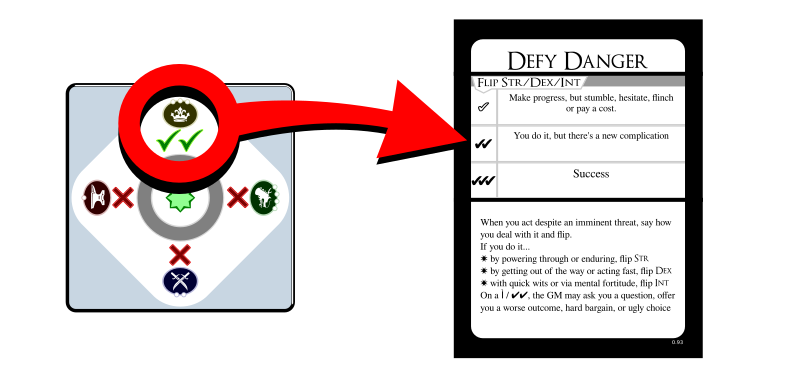 DEFY DANGER
FLIP STR/DEX/INT
✓ Make progress, but stumble, hesitate, flinch
or pay a cost.
✓✓ You do it, but there's a new complication
✓✓✓ Success
When you act despite an imminent threat, say how
you deal with it and flip.
If you do it...
✷ by powering through or enduring, flip STR
✷ by getting out of the way or acting fast, flip DEX
✷ with quick wits or via mental fortitude, flip INT
On a | / ✔✔, the GM may ask you a question, offer
you a worse outcome, hard bargain, or ugly choice
0.93